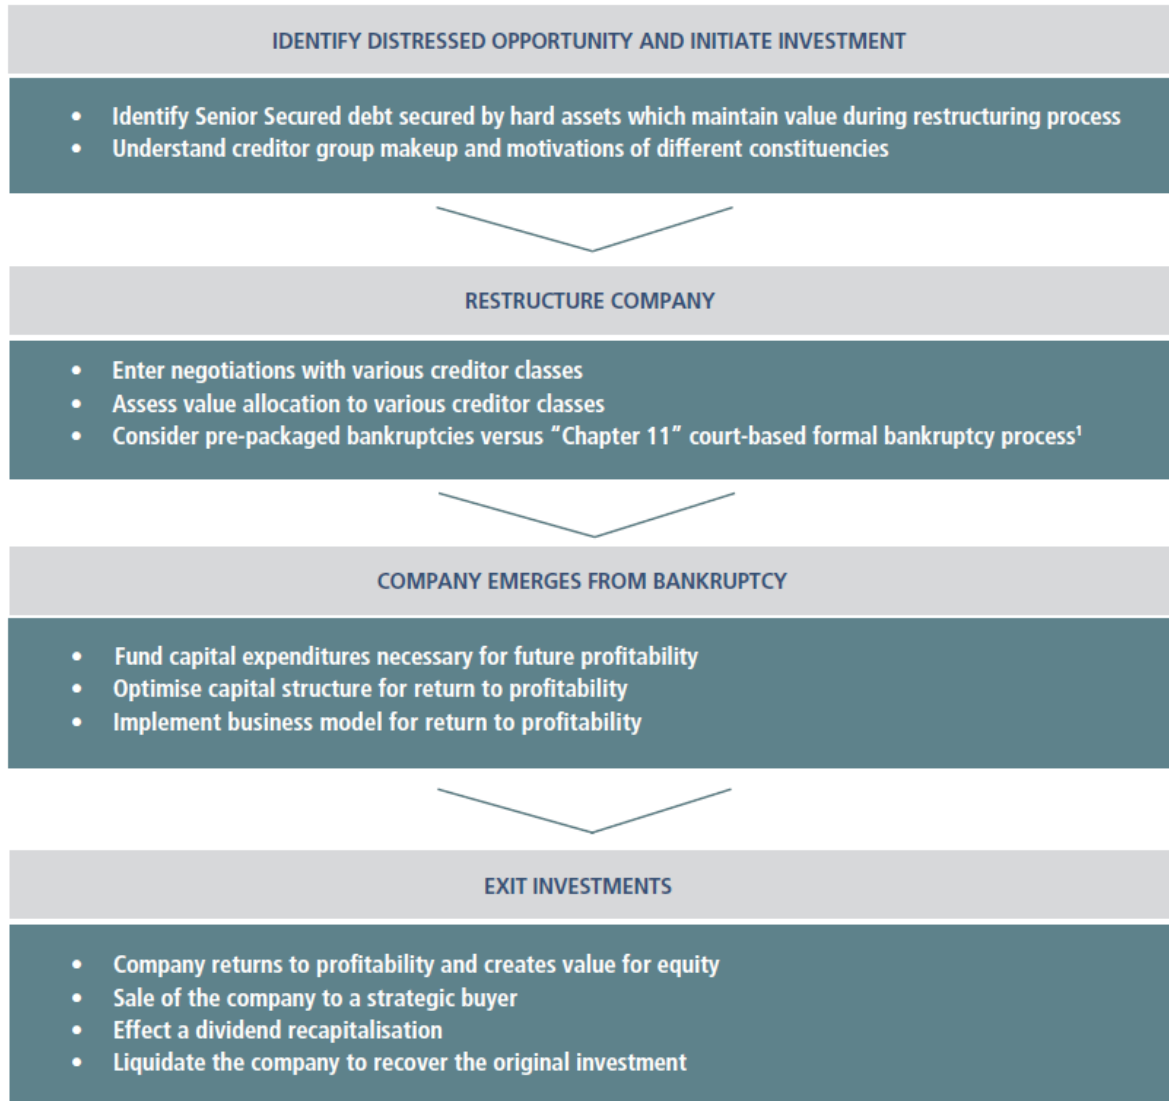 IDENTIFY DISTRESSED OPPORTUNITY AND INITIATE INVESTMENT
• Identify Senior Secured debt secured by hard assets which maintain value during restructuring process
• Understand creditor group makeup and motivations of different constituencies
RESTRUCTURE COMPANY
• Enter negotiations with various creditor classes
• Assess value allocation to various creditor classes
• Consider pre-packaged bankruptcies versus “Chapter 11” court-based formal bankruptcy process¹
COMPANY EMERGES FROM BANKRUPTCY
• Fund capital expenditures necessary for future profitability
• Optimise capital structure for return to profitability
• Implement business model for return to profitability
EXIT INVESTMENTS
• Company returns to profitability and creates value for equity
• Sale of the company to a strategic buyer
• Effect a dividend recapitalisation
• Liquidate the company to recover the original investment